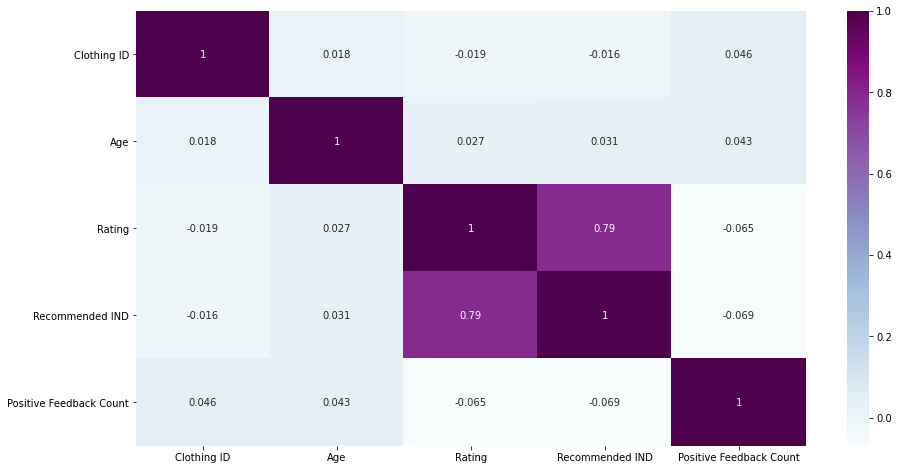 Clothing ID 1 0.018 -0.019 -0.016 0.046
Age 0.018 1 0.027 0.031 0.043
Rating -0.019 0.027 1 0.79 -0.065
Recommended IND -0.016 0.031 0.79 1 -0.069
Positive Feedback Count 0.046 0.043 -0.065 -0.069 1
Clothing ID Age Rating Recommended IND Positive Feedback Count
1.0
0.8
0.6
0.4
0.2
0.0